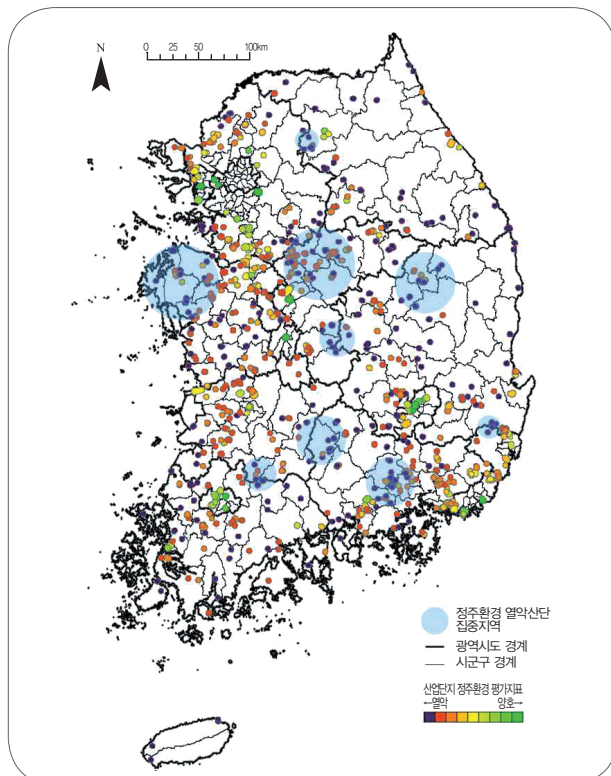 N
0 25 50 100km
정주환경 열악산단
집중지역
광역시도 경계
시군구 경계
산업단지 정주환경 평가지표
←열악 양호→